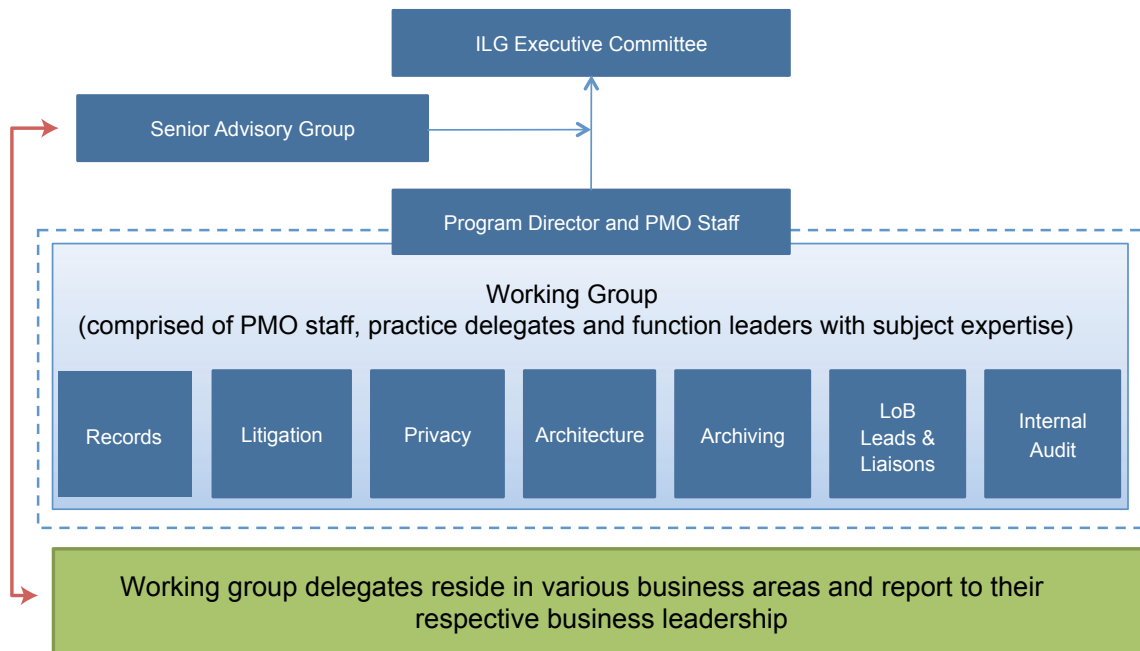 ILG Executive Committee
Senior Advisory Group
Program Director and PMO Staff
Working Group
(comprised of PMO staff, practice delegates and function leaders with subject expertise)
Records
Litigation
Privacy
Architecture
Archiving
LoB
Leads &
Liaisons
Internal
Audit
Working group delegates reside in various business areas and report to their
respective business leadership